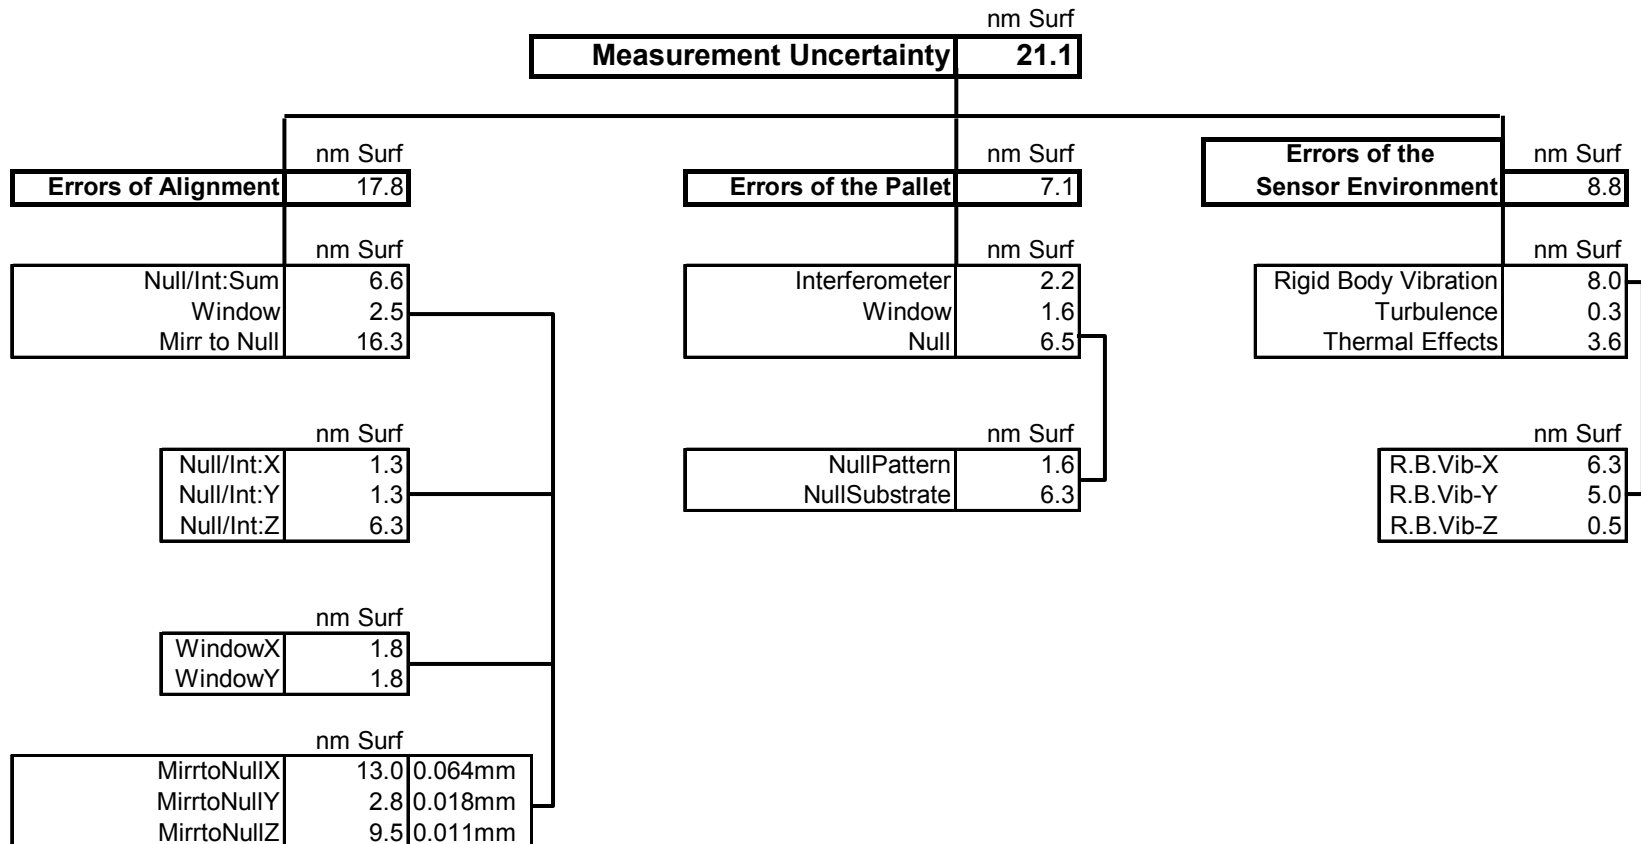 nm Surf
Measurement Uncertainty 21.1
nm Surf nm Surf Errors of the nm Surf
Errors of Alignment 17.8 Errors of the Pallet 7.1 Sensor Environment 8.8
nm Surf nm Surf nm Surf
Null/Int:Sum 6.6 Interferometer 2.2 Rigid Body Vibration 8.0
Window 2.5 Window 1.6 Turbulence 0.3
Mirr to Null 16.3 Null 6.5 Thermal Effects 3.6
nm Surf nm Surf nm Surf
Null/Int:X 1.3 NullPattern 1.6 R.B.Vib-X 6.3
Null/Int:Y 1.3 NullSubstrate 6.3 R.B.Vib-Y 5.0
Null/Int:Z 6.3 R.B.Vib-Z 0.5
nm Surf
WindowX 1.8
WindowY 1.8
nm Surf
MirrtoNullX 13.0 0.064mm
MirrtoNullY 2.8 0.018mm
MirrtoNullZ 9.5 0.011mm